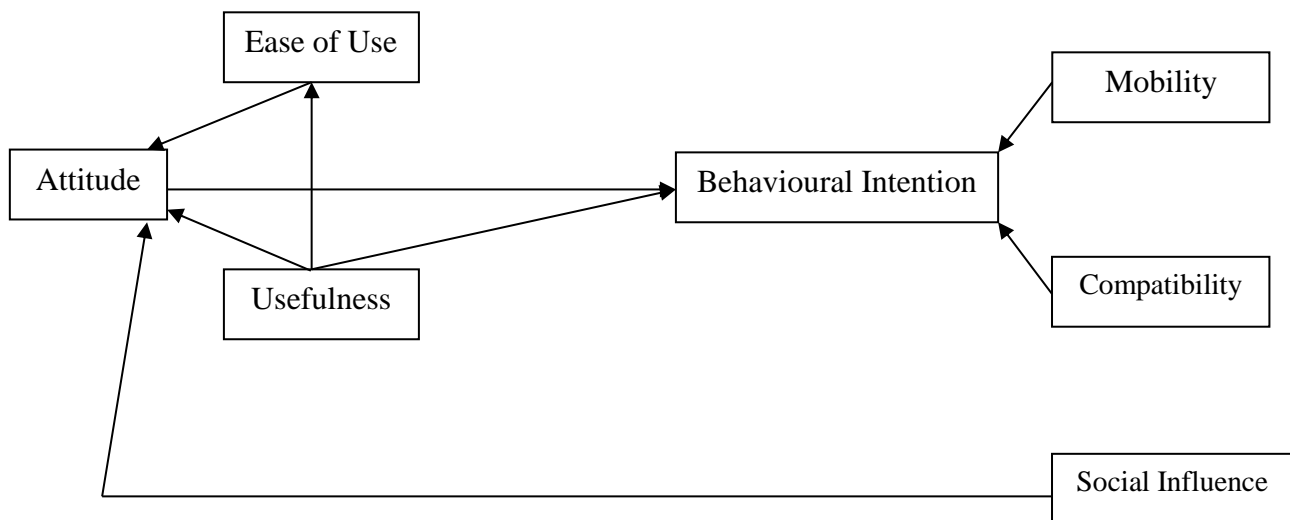 Ease of Use
Mobility
Attitude
Behavioural Intention
Usefulness
Compatibility
Social Influence